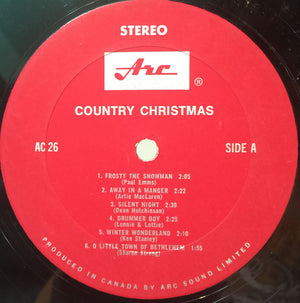 STEREO
Arc
®
COUNTRY CHRISTMAS
AC 26
SIDE A
1. FROSTY THE SNOWMAN 2:05
(Paul Emms)
2. AWAY IN A MANGER 2:22
(Artie MacLaren)
3. SILENT NIGHT 2:30
(Dean Hutchinson)
4. DRUMMER BOY 2:25
(Lonnie & Lottie)
5. WINTER WONDERLAND 2:10
(Ken Stanley)
6. O LITTLE TOWN OF BETHLEHEM 1:55
(Sharon Strong)
PRODUCED IN CANADA BY ARC SOUND LIMITED